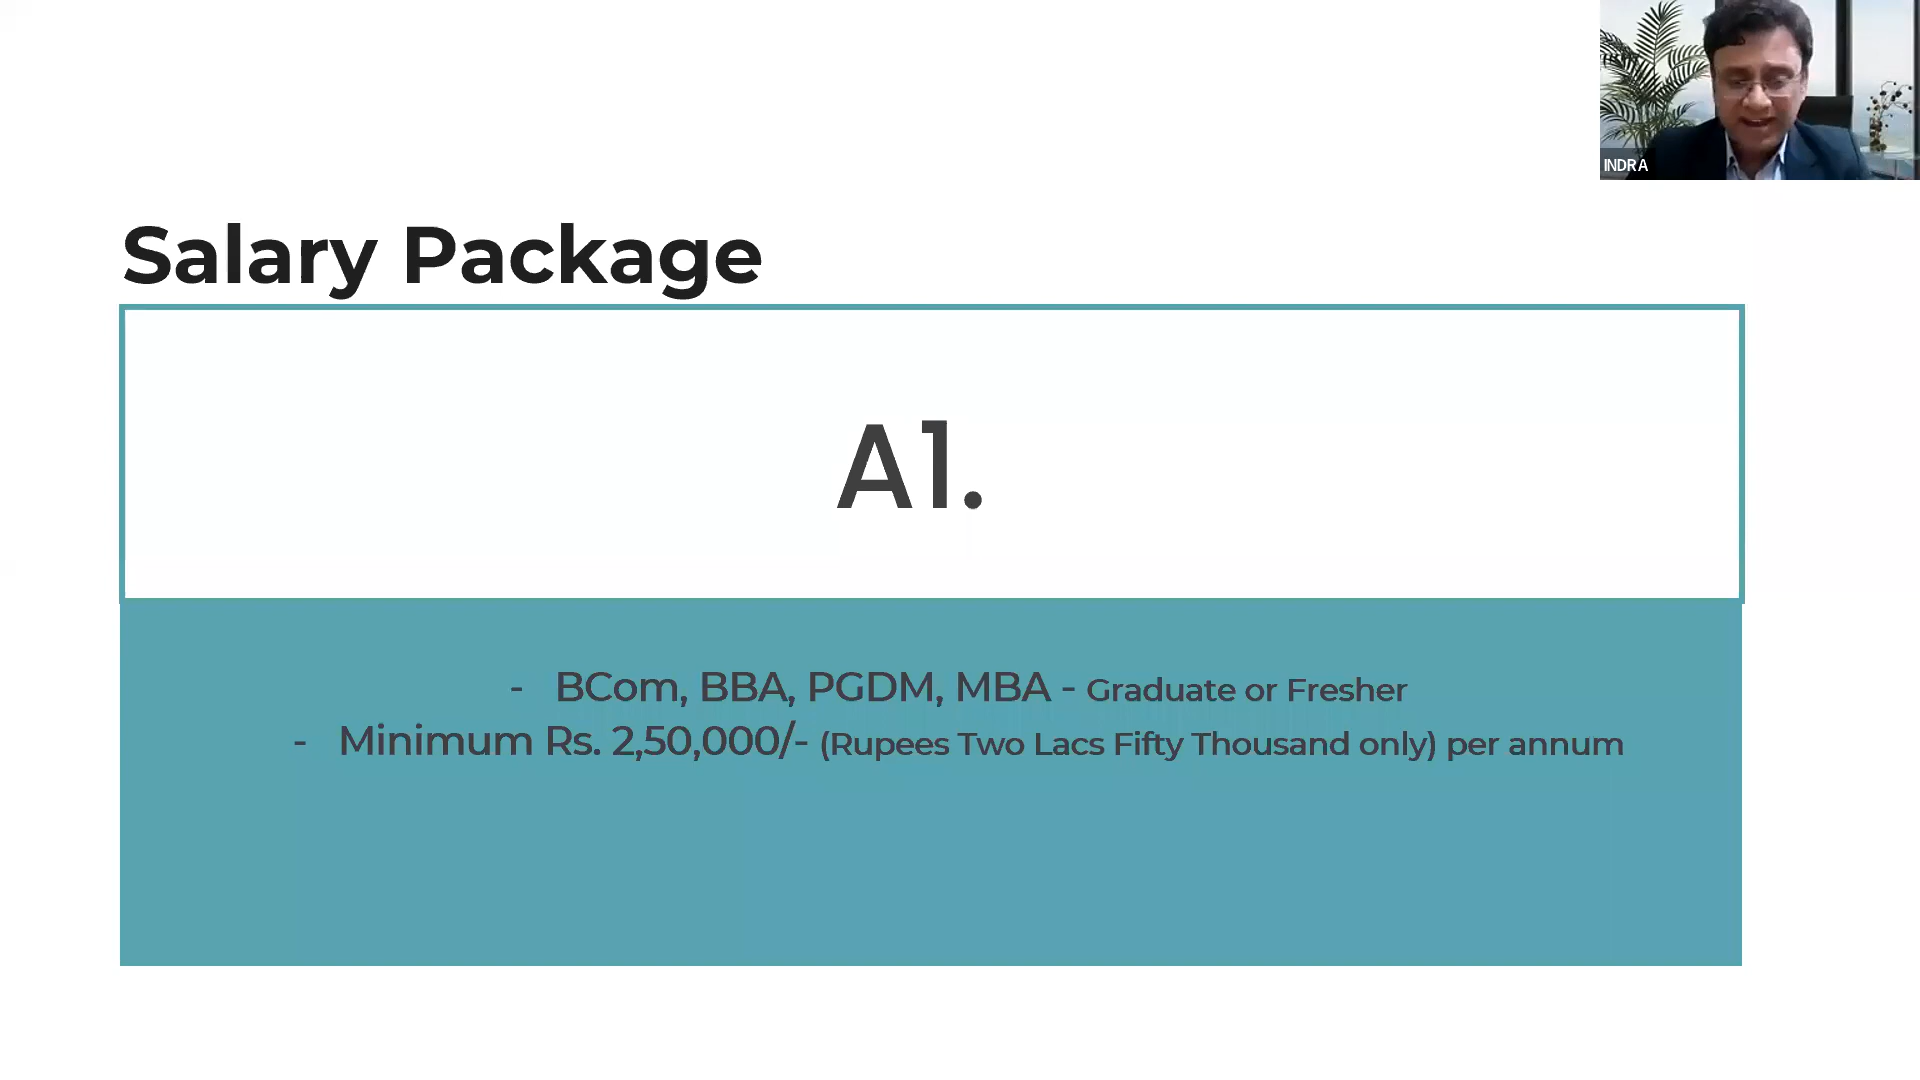 INDRA
Salary Package
A1.
- BCom, BBA, PGDM, MBA - Graduate or Fresher
- Minimum Rs. 2,50,000/- (Rupees Two Lacs Fifty Thousand only) per annum